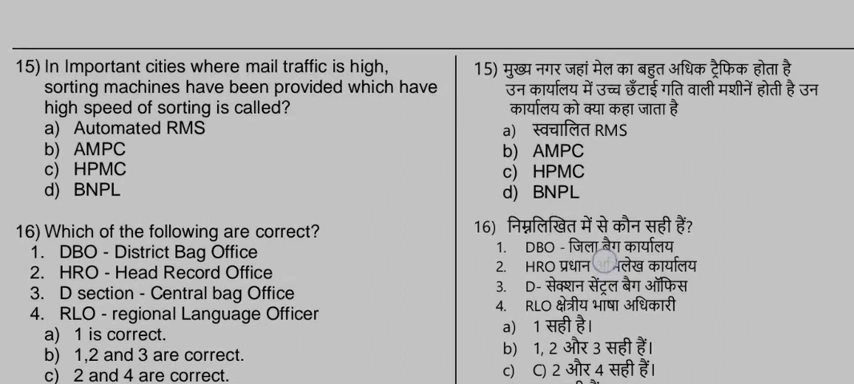 15) In Important cities where mail traffic is high,
sorting machines have been provided which have
high speed of sorting is called?
a) Automated RMS
b) AMPC
c) HPMC
d) BNPL
16) Which of the following are correct?
1. DBO - District Bag Office
2. HRO - Head Record Office
3. D section - Central bag Office
4. RLO - regional Language Officer
a) 1 is correct.
b) 1,2 and 3 are correct.
c) 2 and 4 are correct.
15) मुख्य नगर जहां मेल का बहुत अधिक ट्रैफिक होता है
उन कार्यालय में उच्च छँटाई गति वाली मशीनें होती है उन
कार्यालय को क्या कहा जाता है
a) स्वचालित RMS
b) AMPC
c) HPMC
d) BNPL
16) निम्नलिखित में से कौन सही हैं?
1. DBO - जिला बैग कार्यालय
2. HRO प्रधान अभिलेख कार्यालय
3. D- सेक्शन सेंट्रल बैग ऑफिस
4. RLO क्षेत्रीय भाषा अधिकारी
a) 1 सही है।
b) 1, 2 और 3 सही हैं।
c) C) 2 और 4 सही हैं।